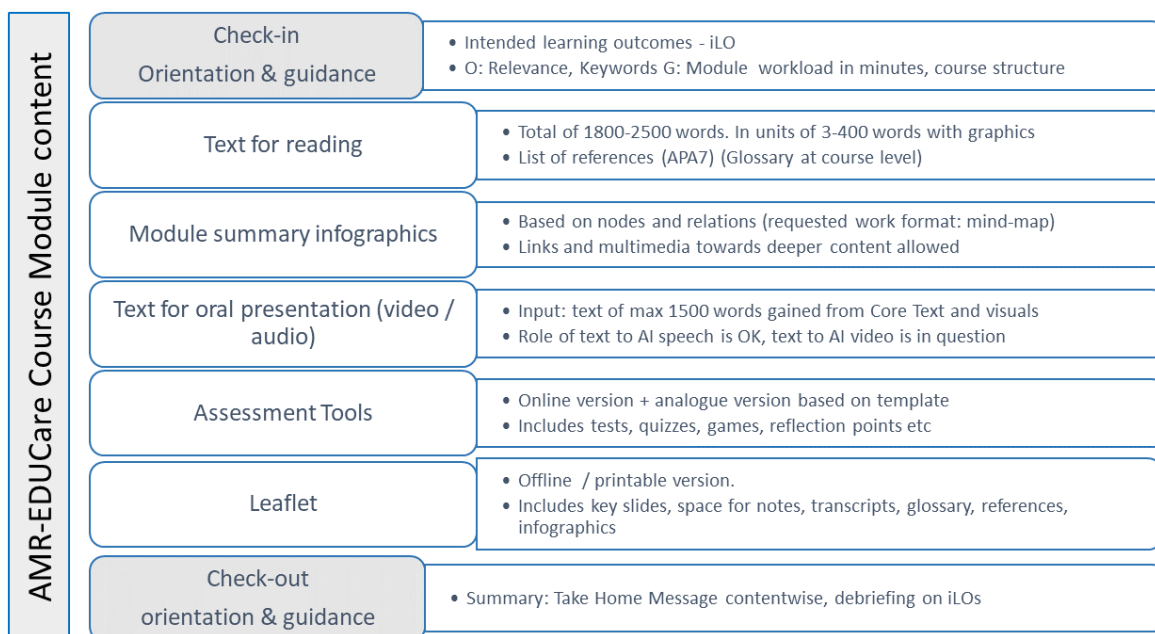 AMR-EDUCare Course Module content
Check-in
Orientation & guidance
• Intended learning outcomes - iLO
• O: Relevance, Keywords G: Module workload in minutes, course structure
Text for reading
• Total of 1800-2500 words. In units of 3-400 words with graphics
• List of references (APA7) (Glossary at course level)
Module summary infographics
• Based on nodes and relations (requested work format: mind-map)
• Links and multimedia towards deeper content allowed
Text for oral presentation (video /
audio)
• Input: text of max 1500 words gained from Core Text and visuals
• Role of text to AI speech is OK, text to AI video is in question
Assessment Tools
• Online version + analogue version based on template
• Includes tests, quizzes, games, reflection points etc
Leaflet
• Offline / printable version.
• Includes key slides, space for notes, transcripts, glossary, references,
infographics
Check-out
orientation & guidance
• Summary: Take Home Message contentwise, debriefing on iLOs